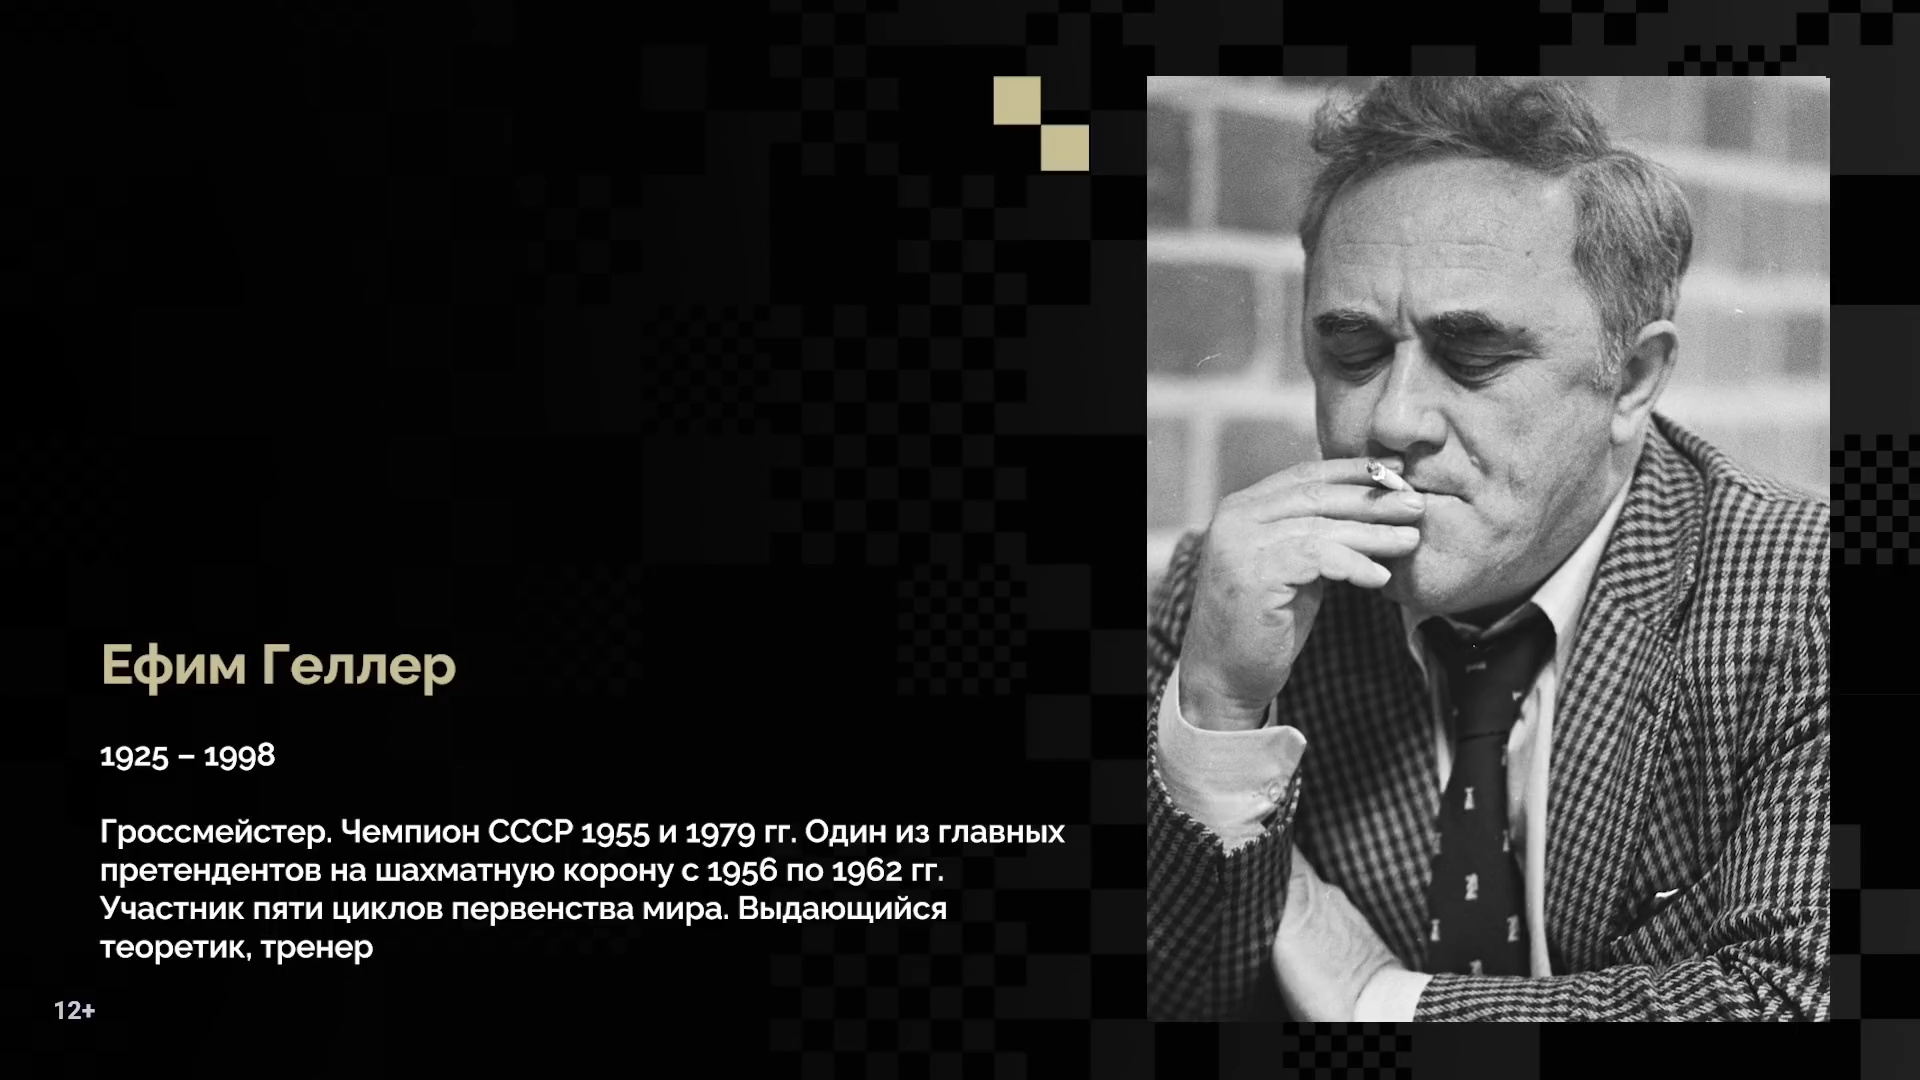 Ефим Геллер
1925 – 1998
Гроссмейстер. Чемпион СССР 1955 и 1979 гг. Один из главных
претендентов на шахматную корону с 1956 по 1962 гг.
Участник пяти циклов первенства мира. Выдающийся
теоретик, тренер
12+